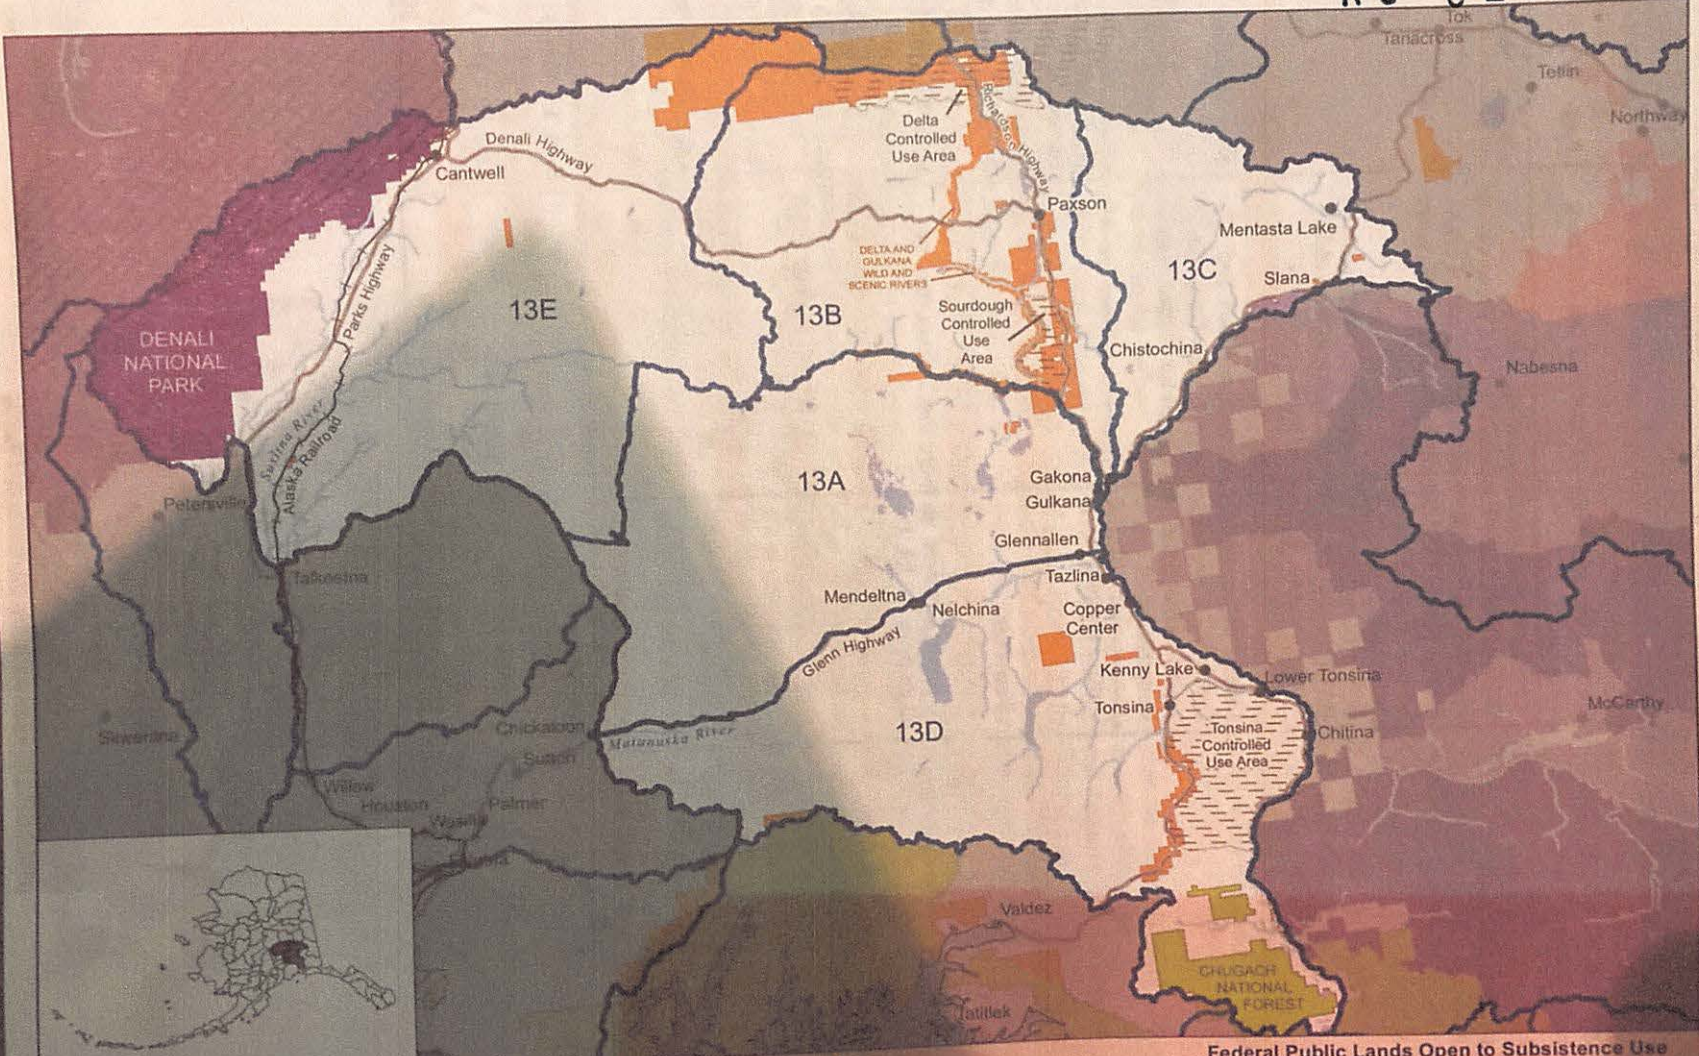 Tok
Tanacross
Tetlin
Northway
Denali Highway
Cantwell
Delta
Controlled
Use Area
Richardson Highway
Paxson
Mentasta Lake
Slana
13C
DELTA AND
GULKANA
WILD AND
SCENIC RIVERS
13E
13B
Parks Highway
Sourdough
Controlled
Use
Area
Chistochina
DENALI
NATIONAL
PARK
Nabesna
Susitna River
Alaska Railroad
Petersville
13A
Gakona
Gulkana
Glennallen
Talkeetna
Tazlina
Mendeltna
Nelchina
Copper
Center
Glenn Highway
Kenny Lake
Lower Tonsina
Tonsina
McCarthy
Skwentna
Chickaloon
Matanuska River
13D
Tonsina
Controlled
Use Area
Chitina
Sutton
Willow
Houston
Palmer
Wasilla
Valdez
CHUGACH
NATIONAL
FOREST
Tatitlek
Federal Public Lands Open to Subsistence Use